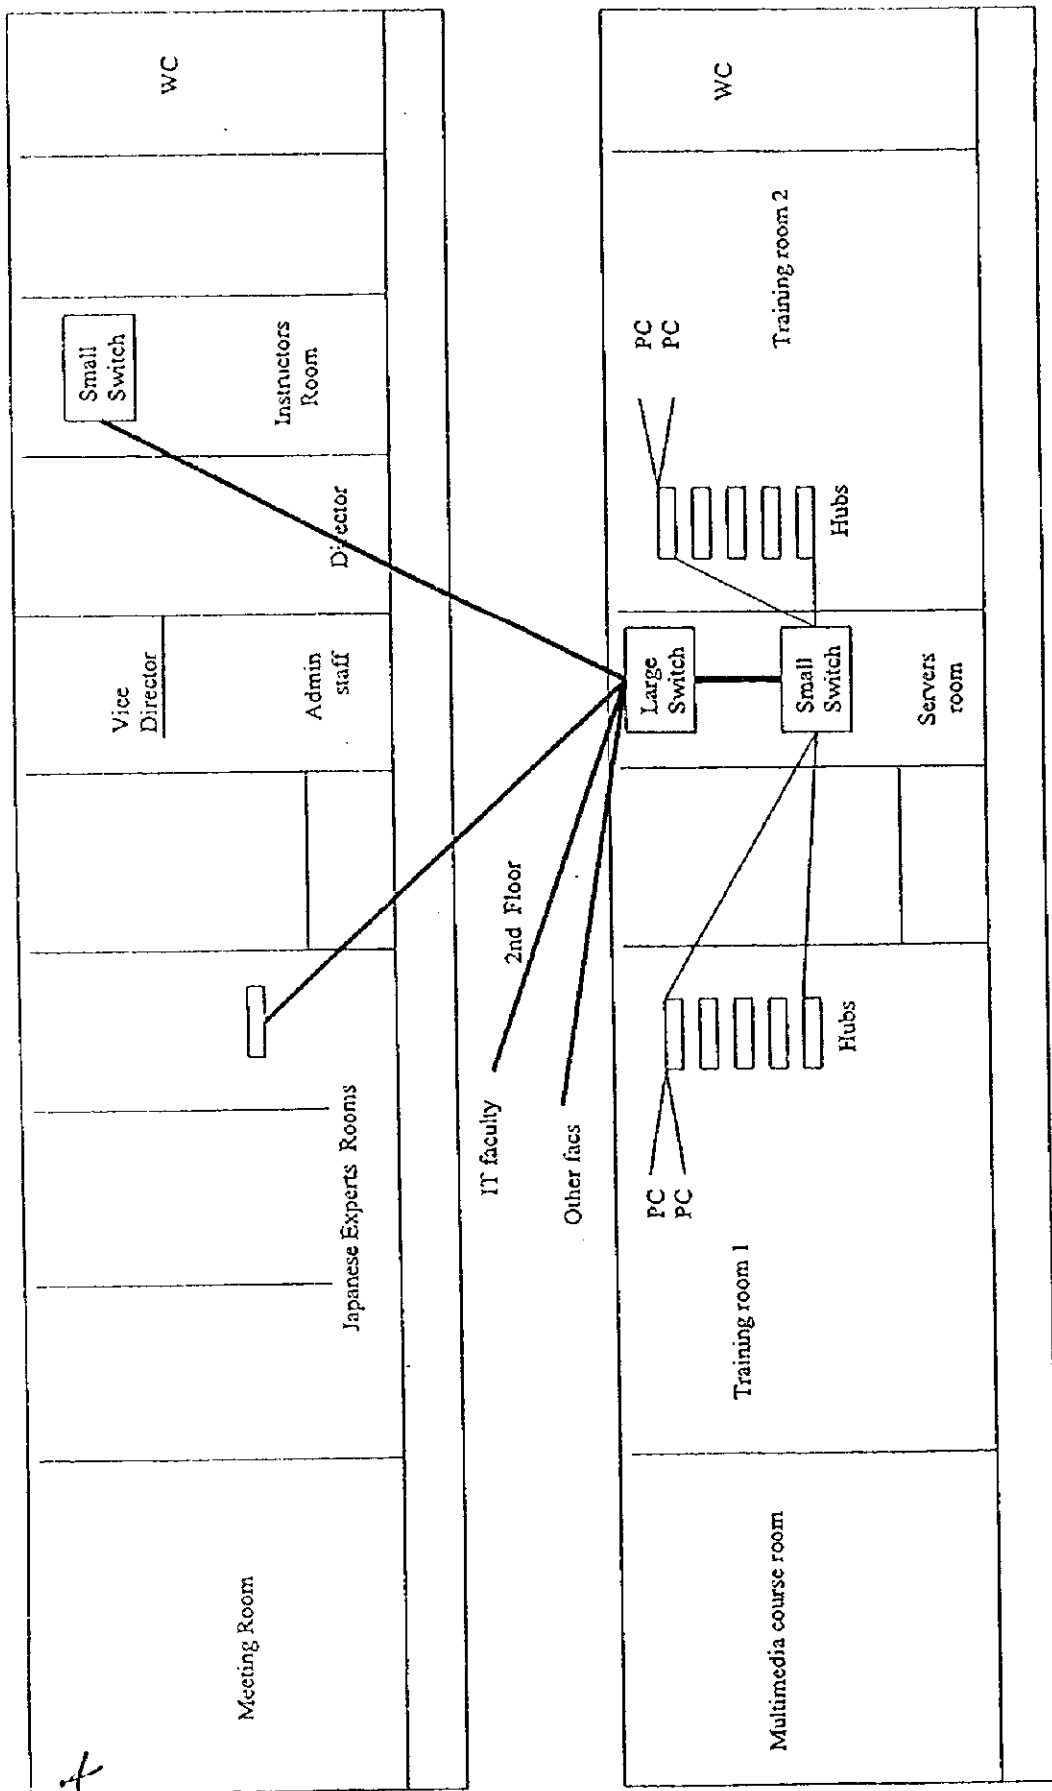 Meeting Room
Japanese Experts Rooms
Vice
Director
Admin
staff
Director
Small
Switch
Instructors
Room
WC
IT faculty
2nd Floor
Other facs
Multimedia course room
Training room 1
PC
PC
Hubs
Large
Switch
Small
Switch
Servers
room
Hubs
PC
PC
Training room 2
WC